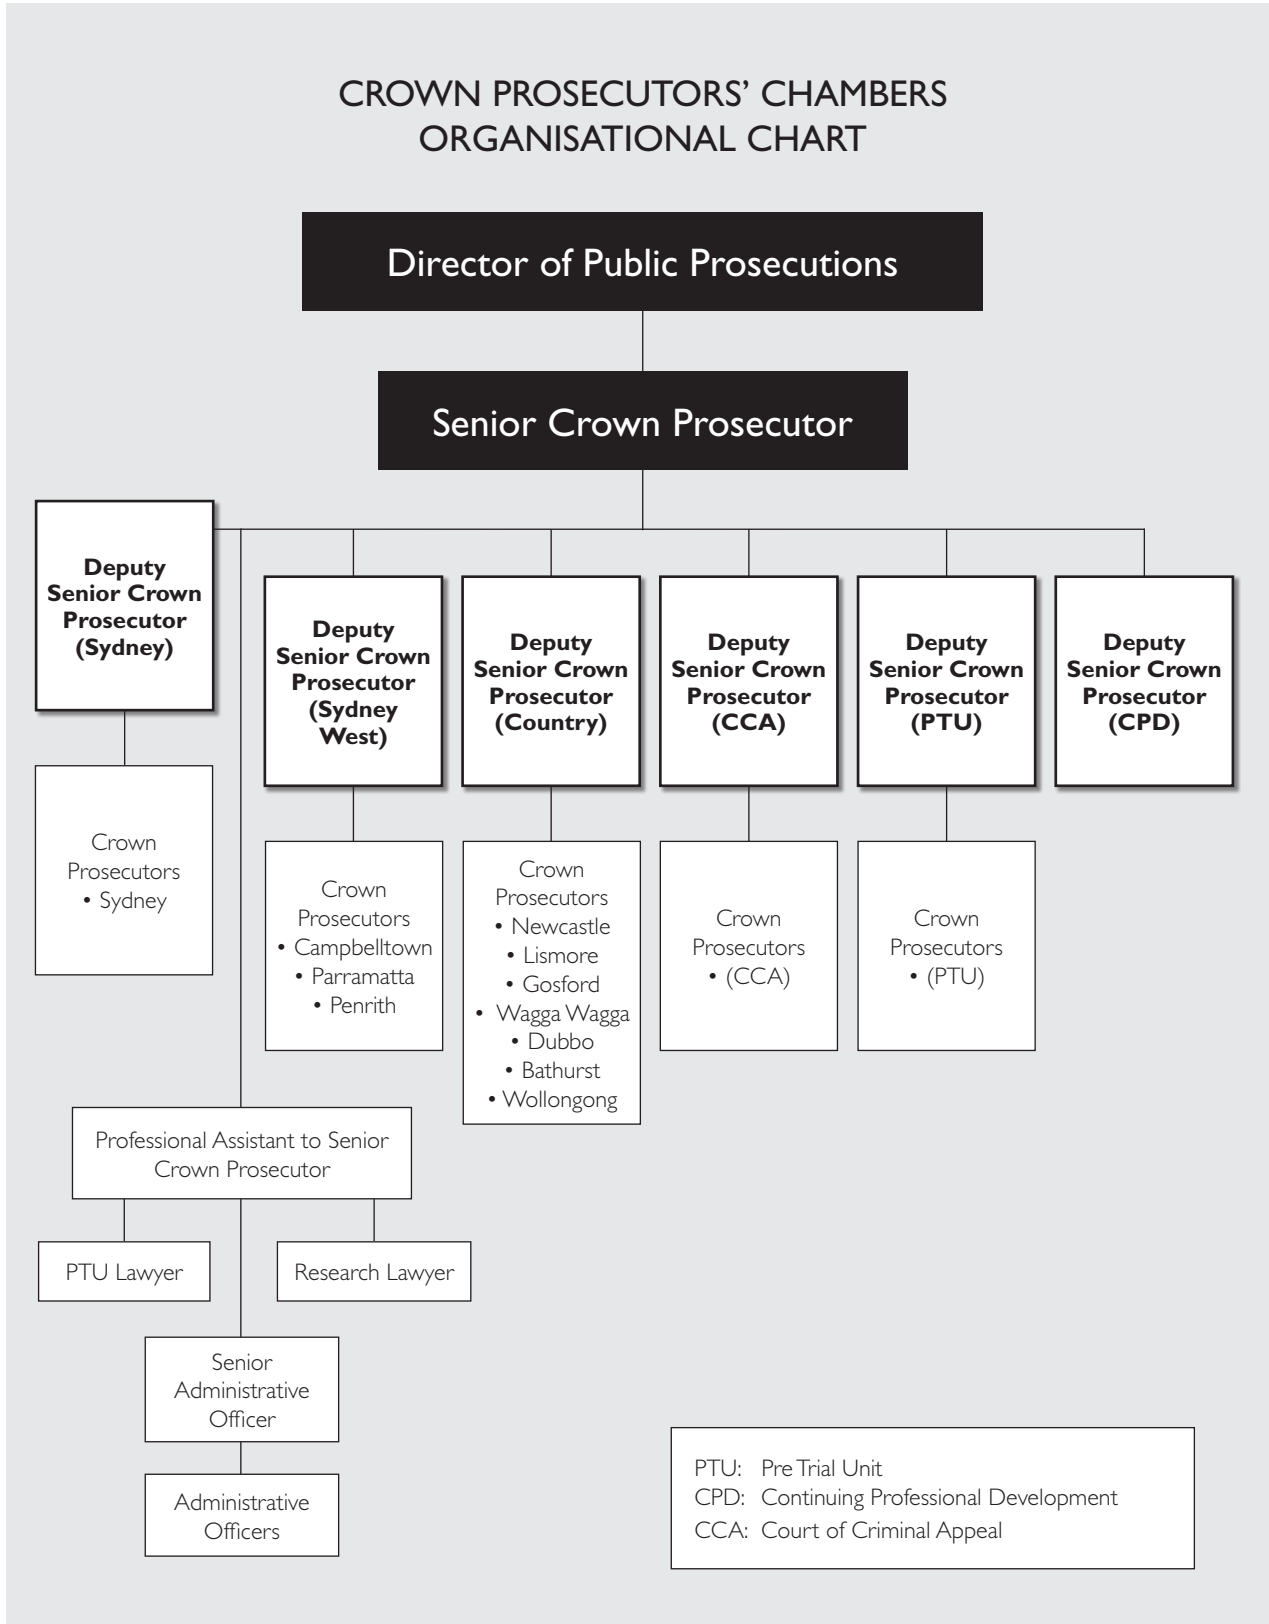 CROWN PROSECUTORS’ CHAMBERS
ORGANISATIONAL CHART
Director of Public Prosecutions
Senior Crown Prosecutor
Deputy
Senior Crown
Prosecutor
(Sydney)
Deputy
Senior Crown
Prosecutor
(Sydney
West)
Deputy
Senior Crown
Prosecutor
(Country)
Deputy
Senior Crown
Prosecutor
(CCA)
Deputy
Senior Crown
Prosecutor
(PTU)
Deputy
Senior Crown
Prosecutor
(CPD)
Crown
Prosecutors
• Sydney
Crown
Prosecutors
• Campbelltown
• Parramatta
• Penrith
Crown
Prosecutors
• Newcastle
• Lismore
• Gosford
• Wagga Wagga
• Dubbo
• Bathurst
• Wollongong
Crown
Prosecutors
• (CCA)
Crown
Prosecutors
• (PTU)
Professional Assistant to Senior
Crown Prosecutor
PTU Lawyer
Research Lawyer
Senior
Administrative
Officer
Administrative
Officers
PTU: Pre Trial Unit
CPD: Continuing Professional Development
CCA: Court of Criminal Appeal